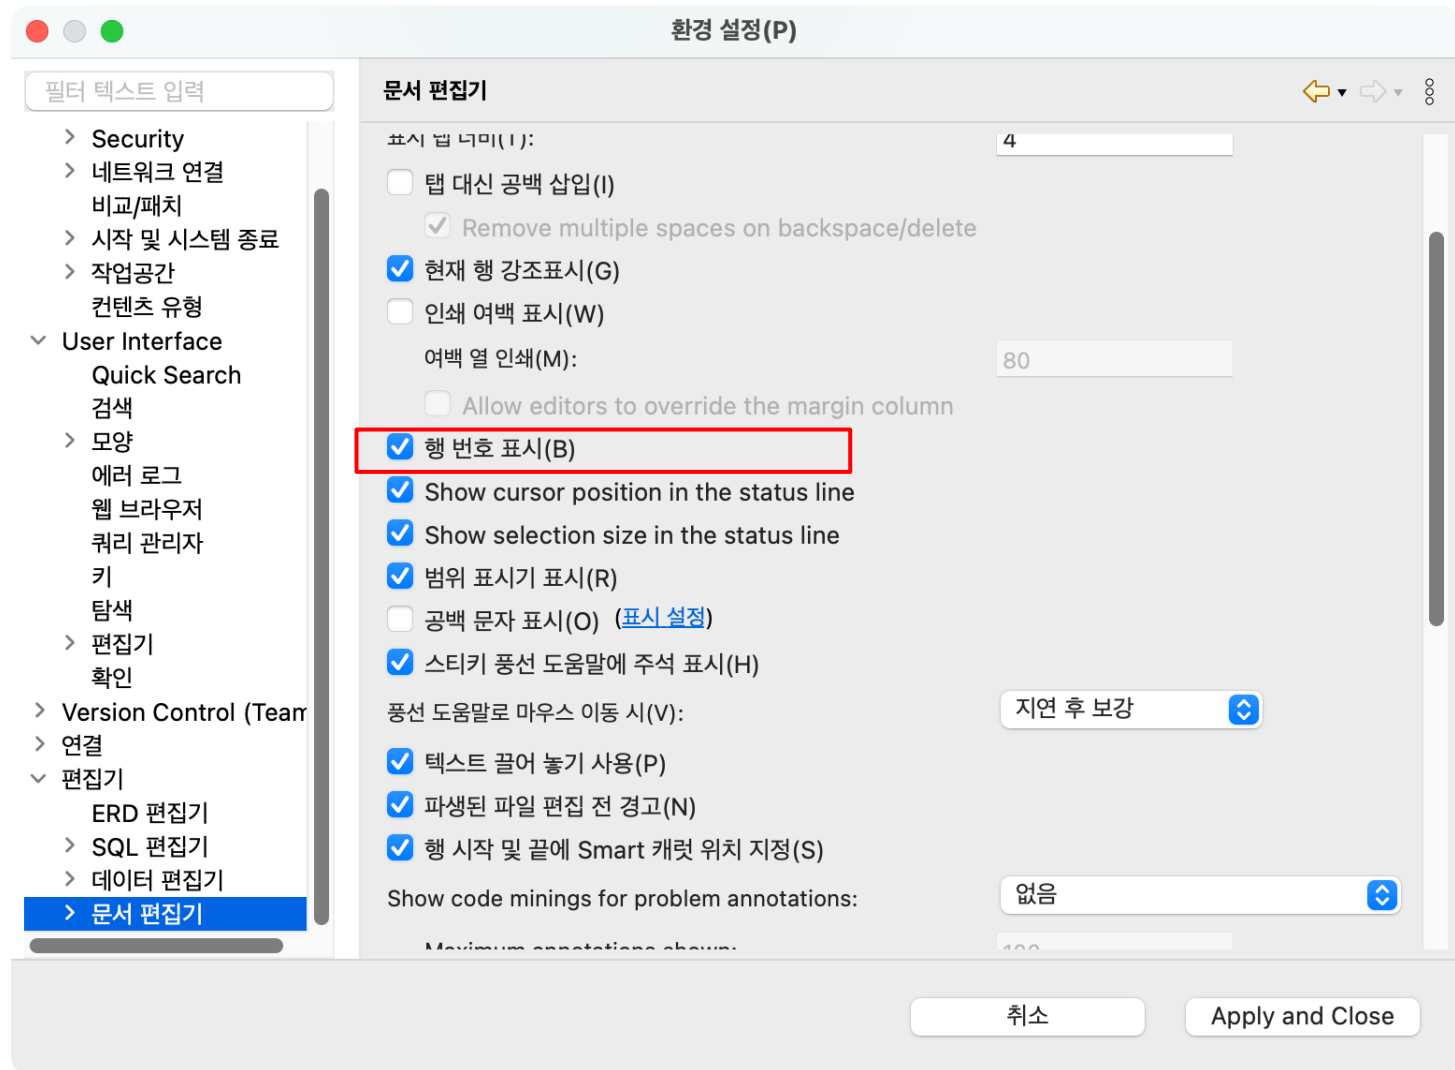 환경 설정(P)
필터 텍스트 입력
Security
네트워크 연결
비교/패치
시작 및 시스템 종료
작업공간
컨텐츠 유형
User Interface
Quick Search
검색
모양
에러 로그
웹 브라우저
쿼리 관리자
키
탐색
편집기
확인
Version Control (Team
연결
편집기
ERD 편집기
SQL 편집기
데이터 편집기
문서 편집기
문서 편집기
표시 탭 너비(T): 4
탭 대신 공백 삽입(I)
Remove multiple spaces on backspace/delete
현재 행 강조표시(G)
인쇄 여백 표시(W)
여백 열 인쇄(M): 80
Allow editors to override the margin column
행 번호 표시(B)
Show cursor position in the status line
Show selection size in the status line
범위 표시기 표시(R)
공백 문자 표시(O) (표시 설정)
스티키 풍선 도움말에 주석 표시(H)
풍선 도움말로 마우스 이동 시(V): 지연 후 보강
텍스트 끌어 놓기 사용(P)
파생된 파일 편집 전 경고(N)
행 시작 및 끝에 Smart 캐럿 위치 지정(S)
Show code minings for problem annotations: 없음
Maximum annotations shown: 100
취소
Apply and Close